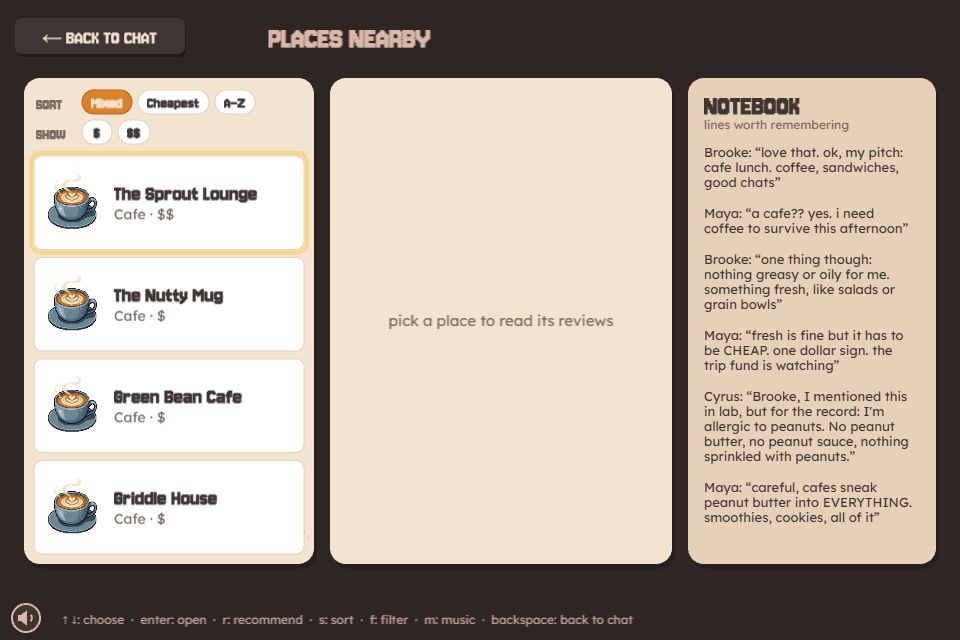 ← BACK TO CHAT
PLACES NEARBY
SORT Mixed Cheapest A-Z
SHOW $ $$
The Sprout Lounge
Cafe · $$
The Nutty Mug
Cafe · $
Green Bean Cafe
Cafe · $
Griddle House
Cafe · $
pick a place to read its reviews
NOTEBOOK
lines worth remembering
Brooke: “love that. ok, my pitch:
cafe lunch. coffee, sandwiches,
good chats”
Maya: “a cafe?? yes. i need
coffee to survive this afternoon”
Brooke: “one thing though:
nothing greasy or oily for me.
something fresh, like salads or
grain bowls”
Maya: “fresh is fine but it has to
be CHEAP. one dollar sign. the
trip fund is watching”
Cyrus: “Brooke, I mentioned this
in lab, but for the record: I'm
allergic to peanuts. No peanut
butter, no peanut sauce, nothing
sprinkled with peanuts.”
Maya: “careful, cafes sneak
peanut butter into EVERYTHING.
smoothies, cookies, all of it”
↑ ↓: choose · enter: open · r: recommend · s: sort · f: filter · m: music · backspace: back to chat